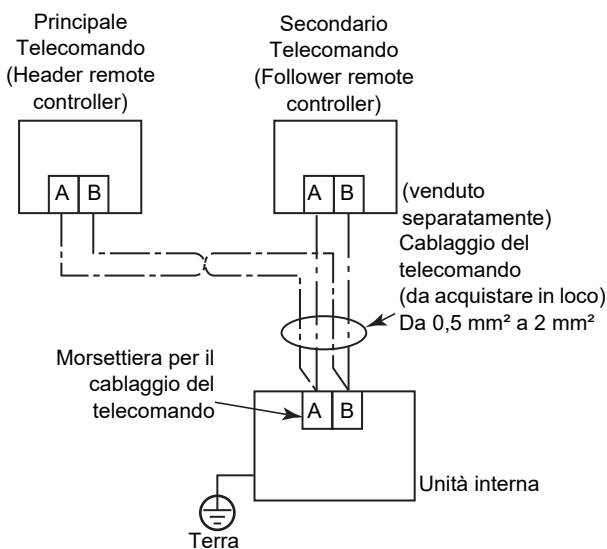 Principale
Telecomando
(Header remote
controller)
Secondario
Telecomando
(Follower remote
controller)
A B
A B
(venduto
separatamente)
Cablaggio del
telecomando
(da acquistare in loco)
Da 0,5 mm² a 2 mm²
Morsettiera per il
cablaggio del
telecomando
A B
Unità interna
Terra